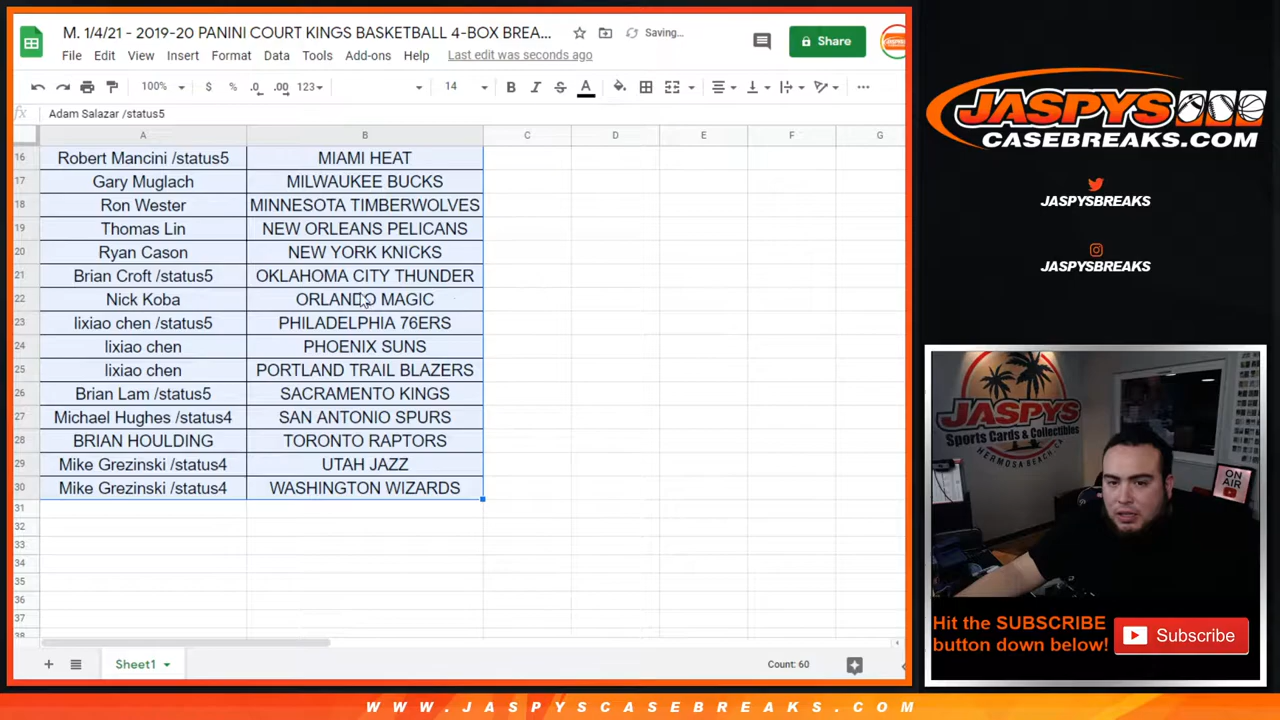 M. 1/4/21 - 2019-20 PANINI COURT KINGS BASKETBALL 4-BOX BREA...
Saving...
Share
File Edit View Insert Format Data Tools Add-ons Help Last edit was seconds ago
100% $ % .0 .00 123 14 B I S A
fx Adam Salazar /status5
A B C D E F G
16 Robert Mancini /status5 MIAMI HEAT
17 Gary Muglach MILWAUKEE BUCKS
18 Ron Wester MINNESOTA TIMBERWOLVES
19 Thomas Lin NEW ORLEANS PELICANS
20 Ryan Cason NEW YORK KNICKS
21 Brian Croft /status5 OKLAHOMA CITY THUNDER
22 Nick Koba ORLANDO MAGIC
23 lixiao chen /status5 PHILADELPHIA 76ERS
24 lixiao chen PHOENIX SUNS
25 lixiao chen PORTLAND TRAIL BLAZERS
26 Brian Lam /status5 SACRAMENTO KINGS
27 Michael Hughes /status4 SAN ANTONIO SPURS
28 BRIAN HOULDING TORONTO RAPTORS
29 Mike Grezinski /status4 UTAH JAZZ
30 Mike Grezinski /status4 WASHINGTON WIZARDS
31
32
33
34
35
36
37
38
Sheet1
Count: 60
JASPYS
CASEBREAKS.COM
JASPYSBREAKS
JASPYSBREAKS
JASPYS
Sports Cards & Collectibles
HERMOSA BEACH CA
ON
AIR
Hit the SUBSCRIBE
button down below!
Subscribe
WWW.JASPYSCASEBREAKS.COM